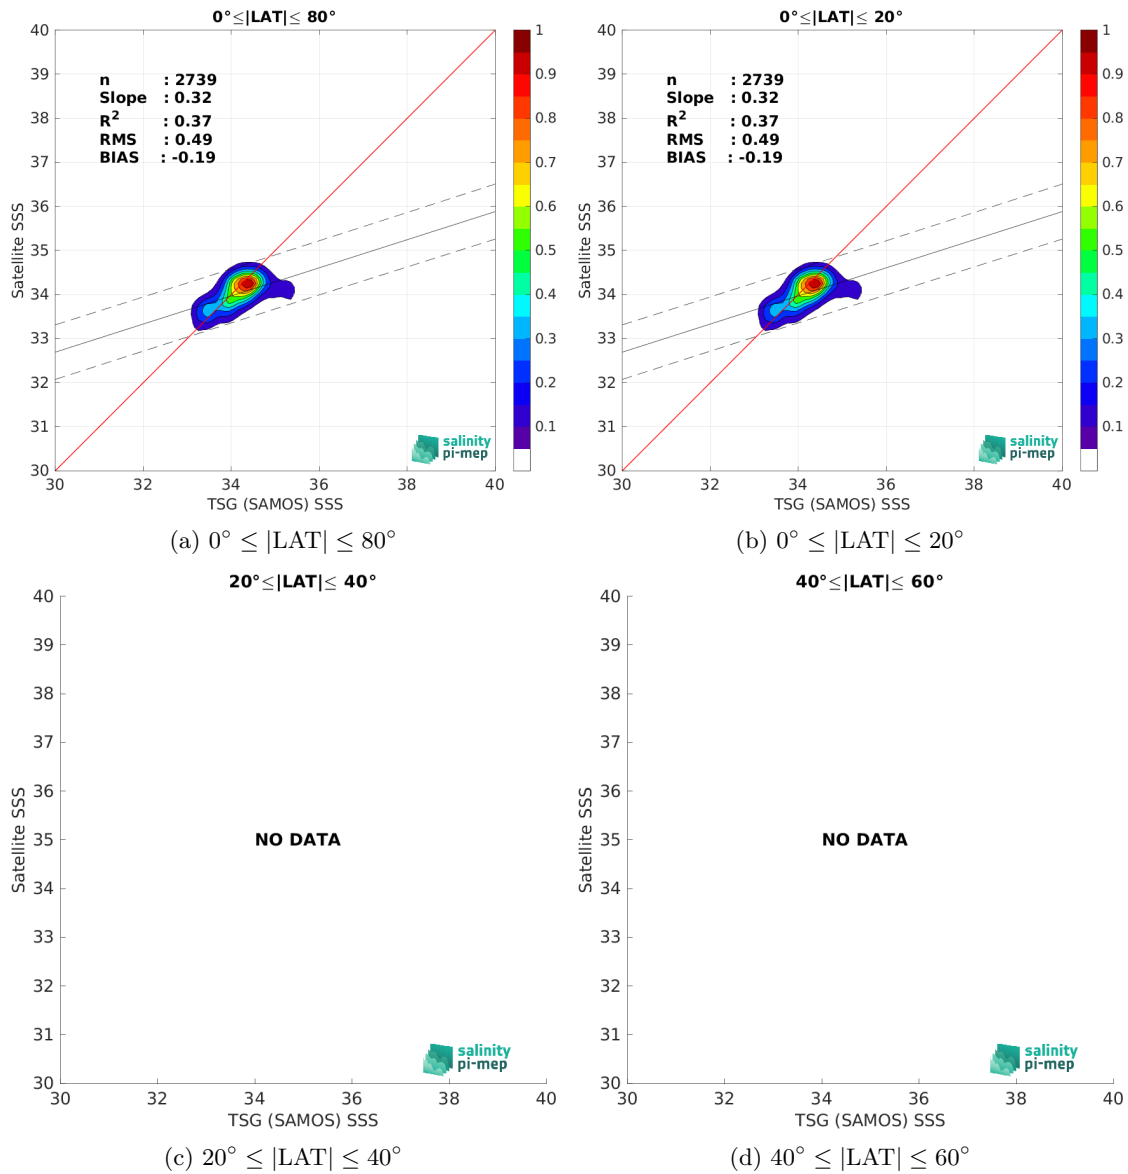 0°≤|LAT|≤ 80°
40
39
38
37
36
35
34
33
32
31
30
Satellite SSS
n : 2739
Slope : 0.32
R² : 0.37
RMS : 0.49
BIAS : -0.19
1
0.9
0.8
0.7
0.6
0.5
0.4
0.3
0.2
0.1
salinity
pi-mep
30 32 34 36 38 40
TSG (SAMOS) SSS
(a) 0° ≤ |LAT| ≤ 80°
0°≤|LAT|≤ 20°
40
39
38
37
36
35
34
33
32
31
30
Satellite SSS
n : 2739
Slope : 0.32
R² : 0.37
RMS : 0.49
BIAS : -0.19
1
0.9
0.8
0.7
0.6
0.5
0.4
0.3
0.2
0.1
salinity
pi-mep
30 32 34 36 38 40
TSG (SAMOS) SSS
(b) 0° ≤ |LAT| ≤ 20°
20°≤|LAT|≤ 40°
40
39
38
37
36
35
34
33
32
31
30
Satellite SSS
NO DATA
salinity
pi-mep
30 32 34 36 38 40
TSG (SAMOS) SSS
(c) 20° ≤ |LAT| ≤ 40°
40°≤|LAT|≤ 60°
40
39
38
37
36
35
34
33
32
31
30
Satellite SSS
NO DATA
salinity
pi-mep
30 32 34 36 38 40
TSG (SAMOS) SSS
(d) 40° ≤ |LAT| ≤ 60°